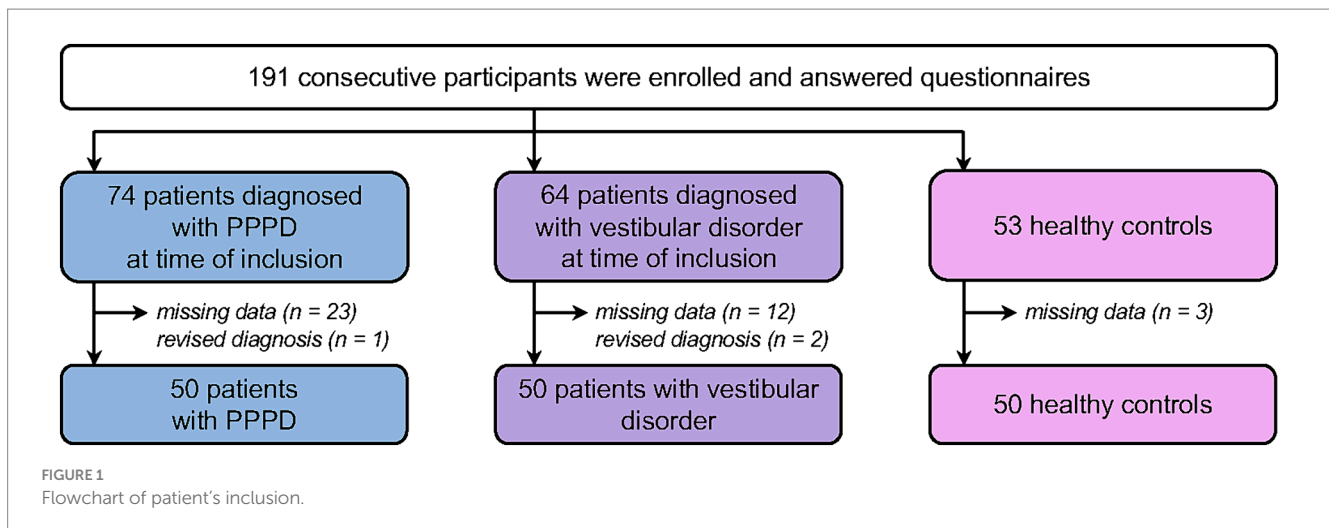 191 consecutive participants were enrolled and answered questionnaires
74 patients diagnosed
with PPPD
at time of inclusion
64 patients diagnosed
with vestibular disorder
at time of inclusion
53 healthy controls
missing data (n = 23)
revised diagnosis (n = 1)
missing data (n = 12)
revised diagnosis (n = 2)
missing data (n = 3)
50 patients
with PPPD
50 patients with vestibular
disorder
50 healthy controls
FIGURE 1
Flowchart of patient's inclusion.